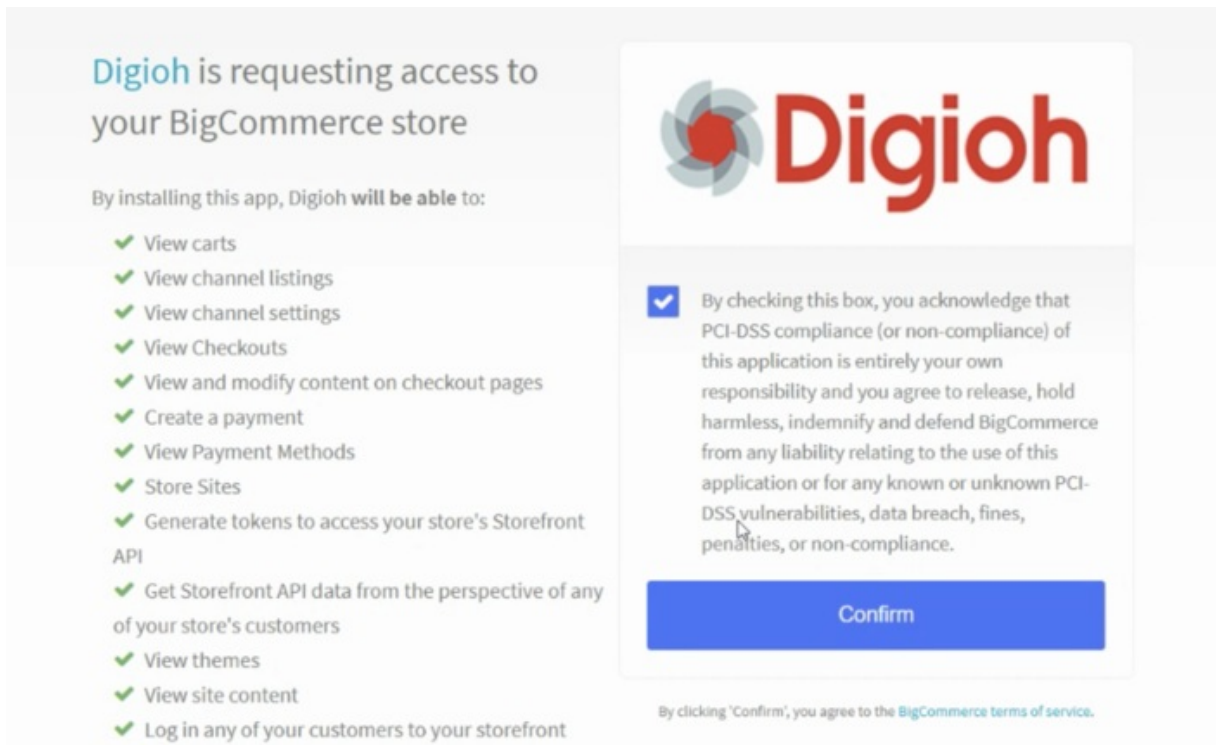 Digioh is requesting access to
your BigCommerce store
By installing this app, Digioh will be able to:
View carts
View channel listings
View channel settings
View Checkouts
View and modify content on checkout pages
Create a payment
View Payment Methods
Store Sites
Generate tokens to access your store's Storefront
API
Get Storefront API data from the perspective of any
of your store's customers
View themes
View site content
Log in any of your customers to your storefront
Digioh
By checking this box, you acknowledge that
PCI-DSS compliance (or non-compliance) of
this application is entirely your own
responsibility and you agree to release, hold
harmless, indemnify and defend BigCommerce
from any liability relating to the use of this
application or for any known or unknown PCI-
DSS vulnerabilities, data breach, fines,
penalties, or non-compliance.
Confirm
By clicking 'Confirm', you agree to the BigCommerce terms of service.